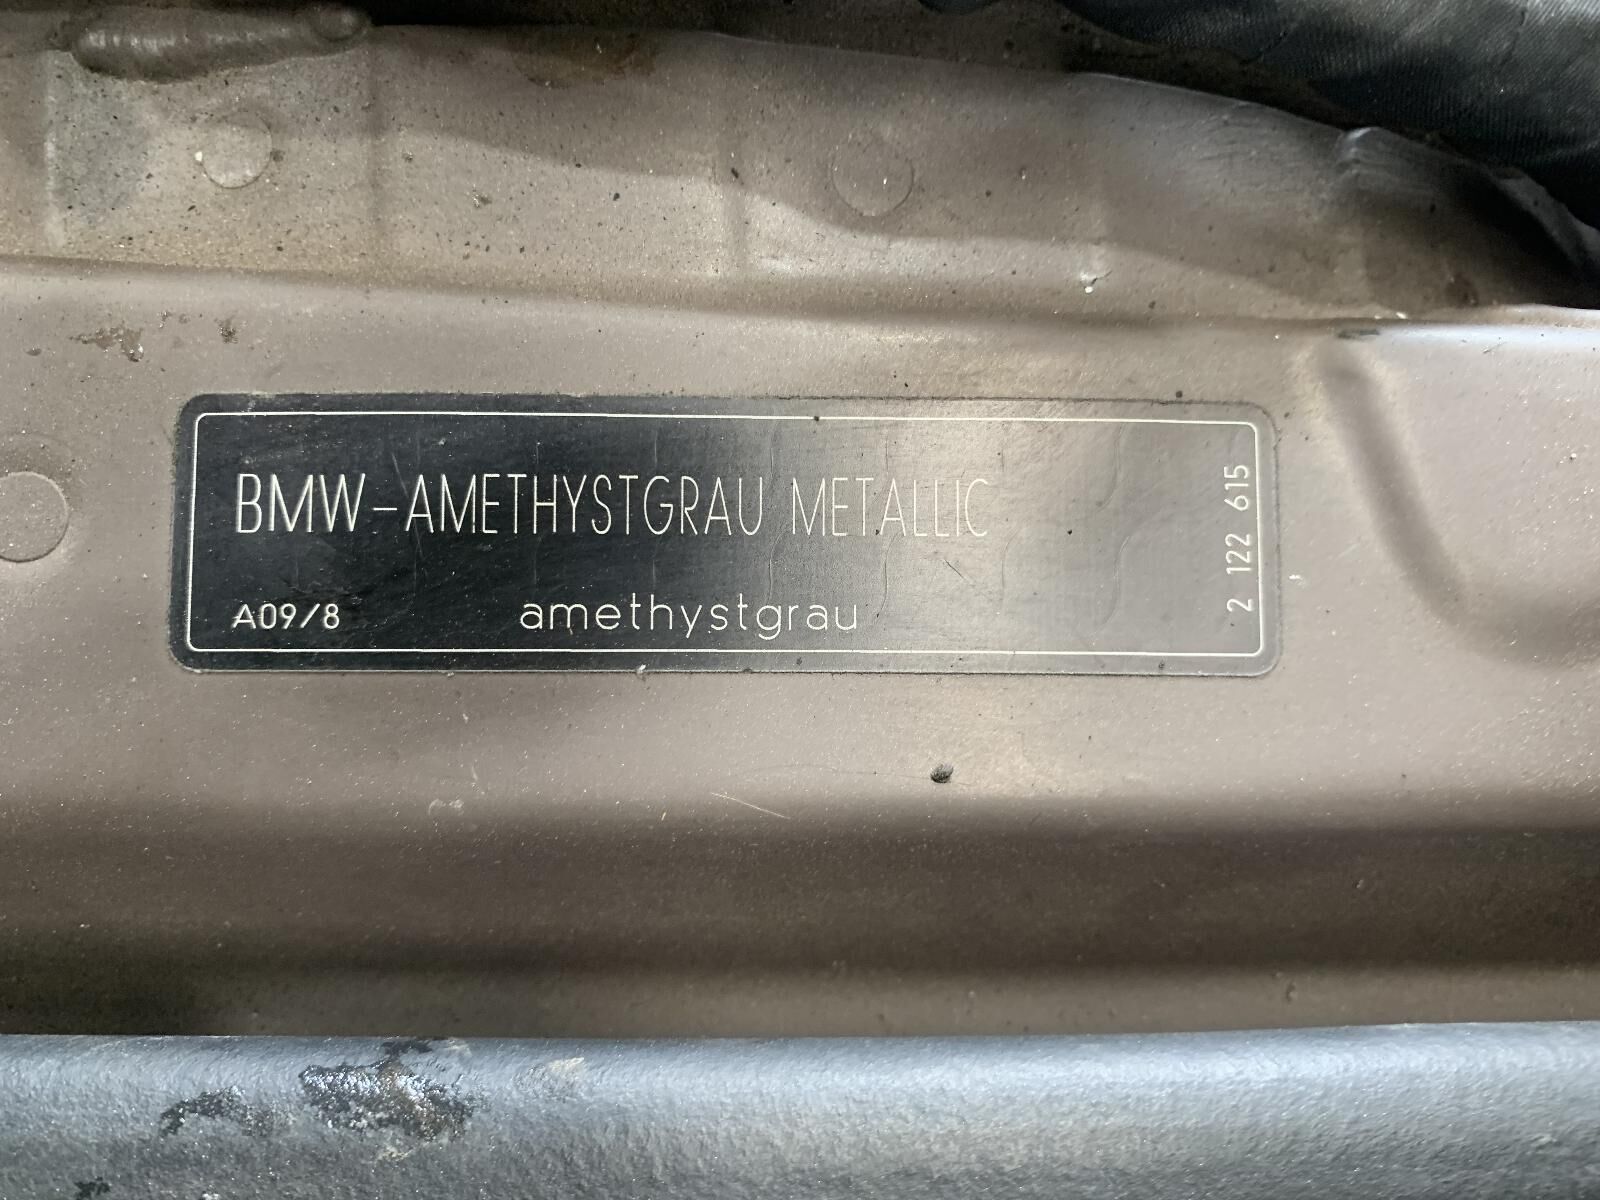 BMW-AMETHYSTGRAU METALLIC
A09/8 amethystgrau
2 122 615